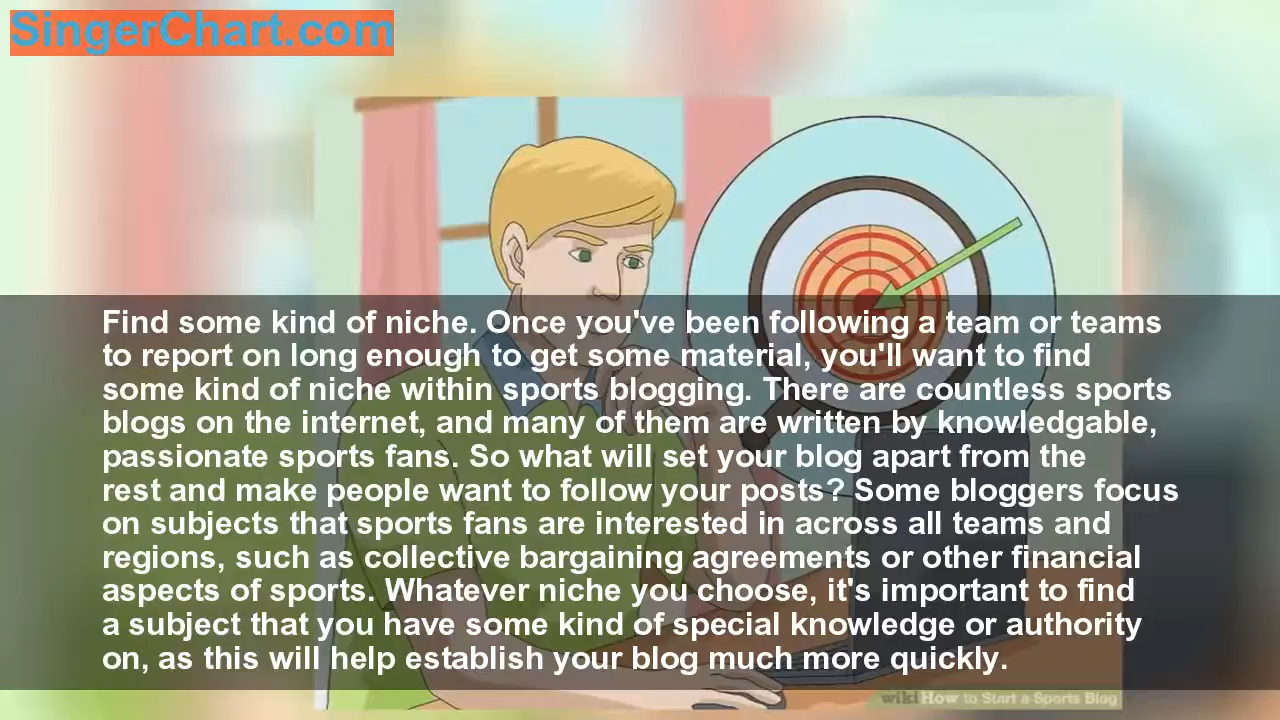 SingerChart.com
Find some kind of niche. Once you've been following a team or teams
to report on long enough to get some material, you'll want to find
some kind of niche within sports blogging. There are countless sports
blogs on the internet, and many of them are written by knowledgable,
passionate sports fans. So what will set your blog apart from the
rest and make people want to follow your posts? Some bloggers focus
on subjects that sports fans are interested in across all teams and
regions, such as collective bargaining agreements or other financial
aspects of sports. Whatever niche you choose, it's important to find
a subject that you have some kind of special knowledge or authority
on, as this will help establish your blog much more quickly.
wikiHow to Start a Sports Blog